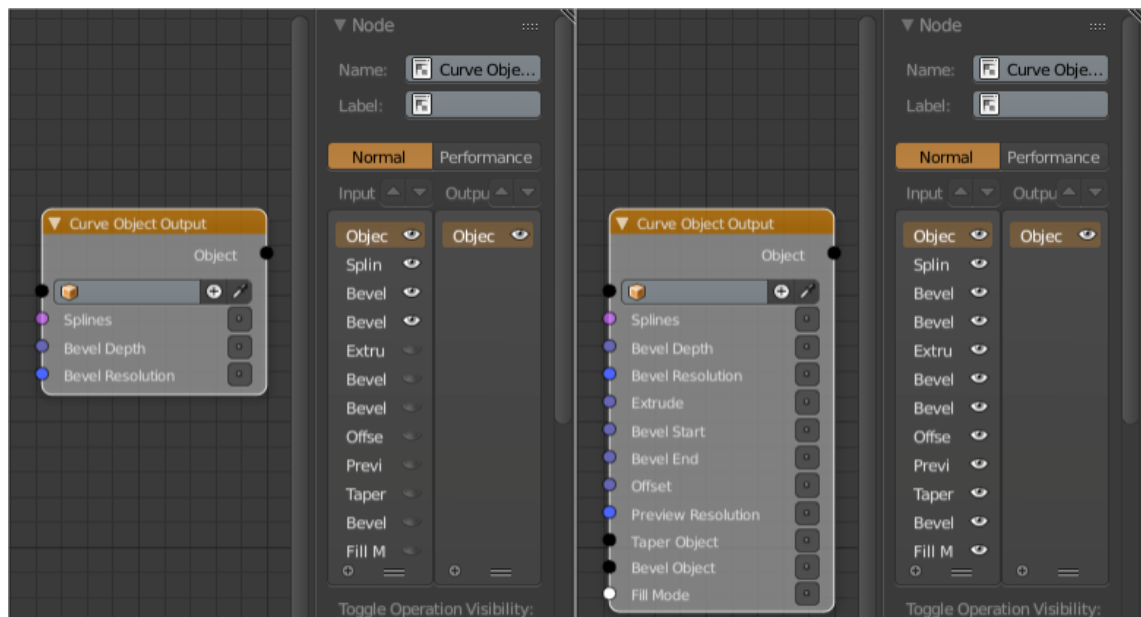 Node
Name: Curve Obje...
Label:
Normal Performance
Input Outpu
Objec Objec
Splin
Bevel
Bevel
Extru
Bevel
Bevel
Offse
Previ
Taper
Bevel
Fill M
Toggle Operation Visibility:
Curve Object Output
Object
Splines
Bevel Depth
Bevel Resolution
Node
Name: Curve Obje...
Label:
Normal Performance
Input Outpu
Objec Objec
Splin
Bevel
Bevel
Extru
Bevel
Bevel
Offse
Previ
Taper
Bevel
Fill M
Toggle Operation Visibility:
Curve Object Output
Object
Splines
Bevel Depth
Bevel Resolution
Extrude
Bevel Start
Bevel End
Offset
Preview Resolution
Taper Object
Bevel Object
Fill Mode